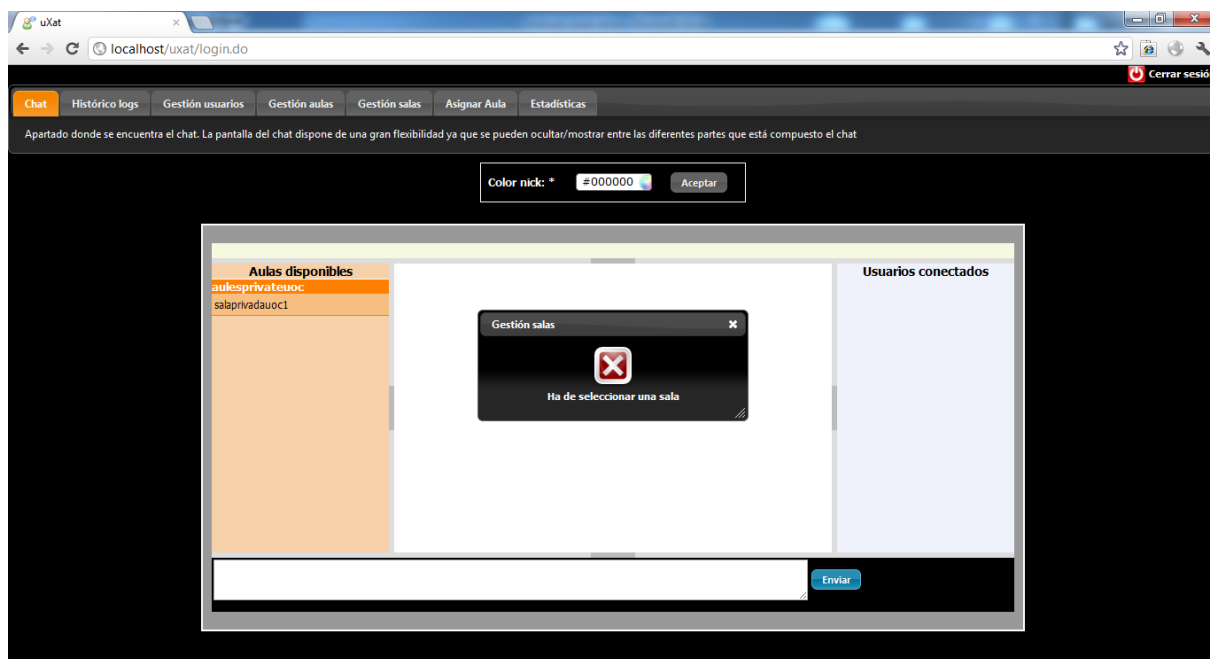 uXat
localhost/uxat/login.do
Cerrar sesió
Chat Histórico logs Gestión usuarios Gestión aulas Gestión salas Asignar Aula Estadísticas
Apartado donde se encuentra el chat. La pantalla del chat dispone de una gran flexibilidad ya que se pueden ocultar/mostrar entre las diferentes partes que está compuesto el chat
Color nick: * #000000 Aceptar
Aulas disponibles
aulesprivateuoc
salaprivadauoc1
Usuarios conectados
Gestión salas
Ha de seleccionar una sala
Enviar